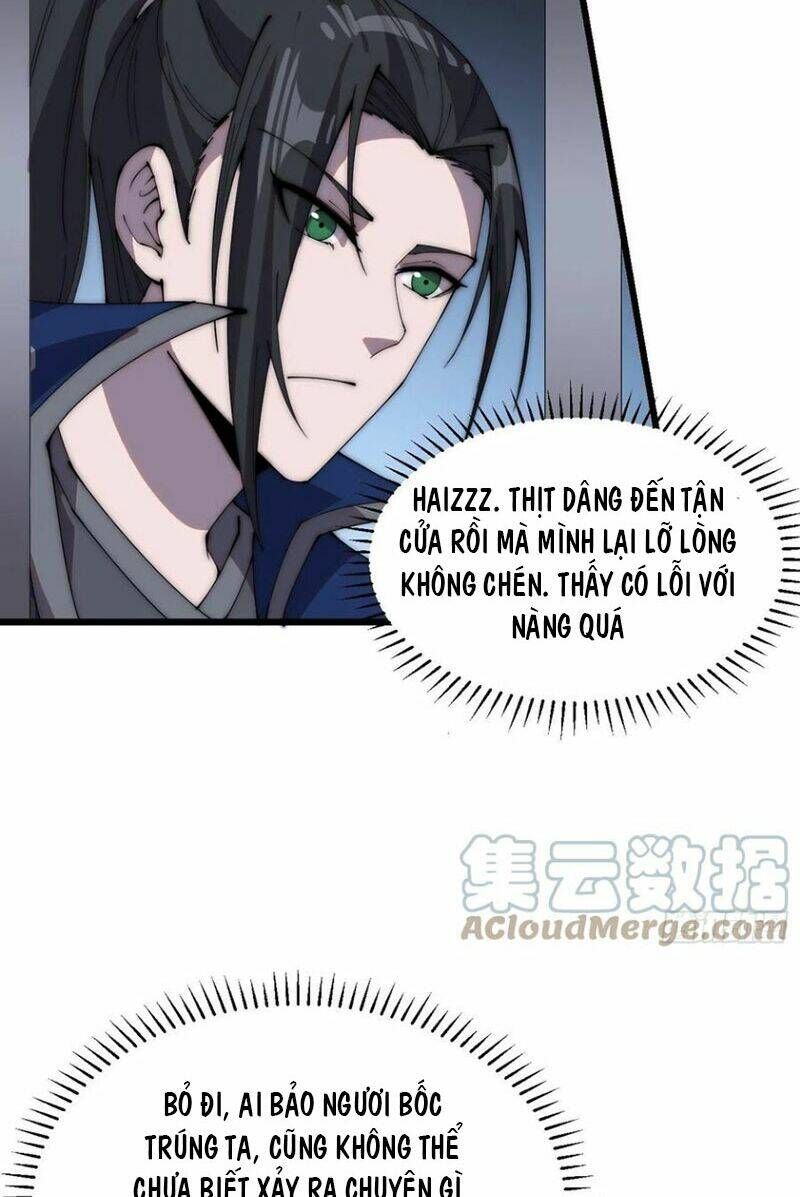 HAIZZZ. THỊT DÂNG ĐẾN TẬN
CỬA RỒI MÀ MÌNH LẠI LỠ LÒNG
KHÔNG CHÉN. THẤY CÓ LỖI VỚI
NÀNG QUÁ
集云数据
ACloudMerge.com
BỎ ĐI, AI BẢO NGƯƠI BỐC
TRÚNG TA, CŨNG KHÔNG THỂ
CHƯA BIẾT XẢY RA CHUYỆN GÌ